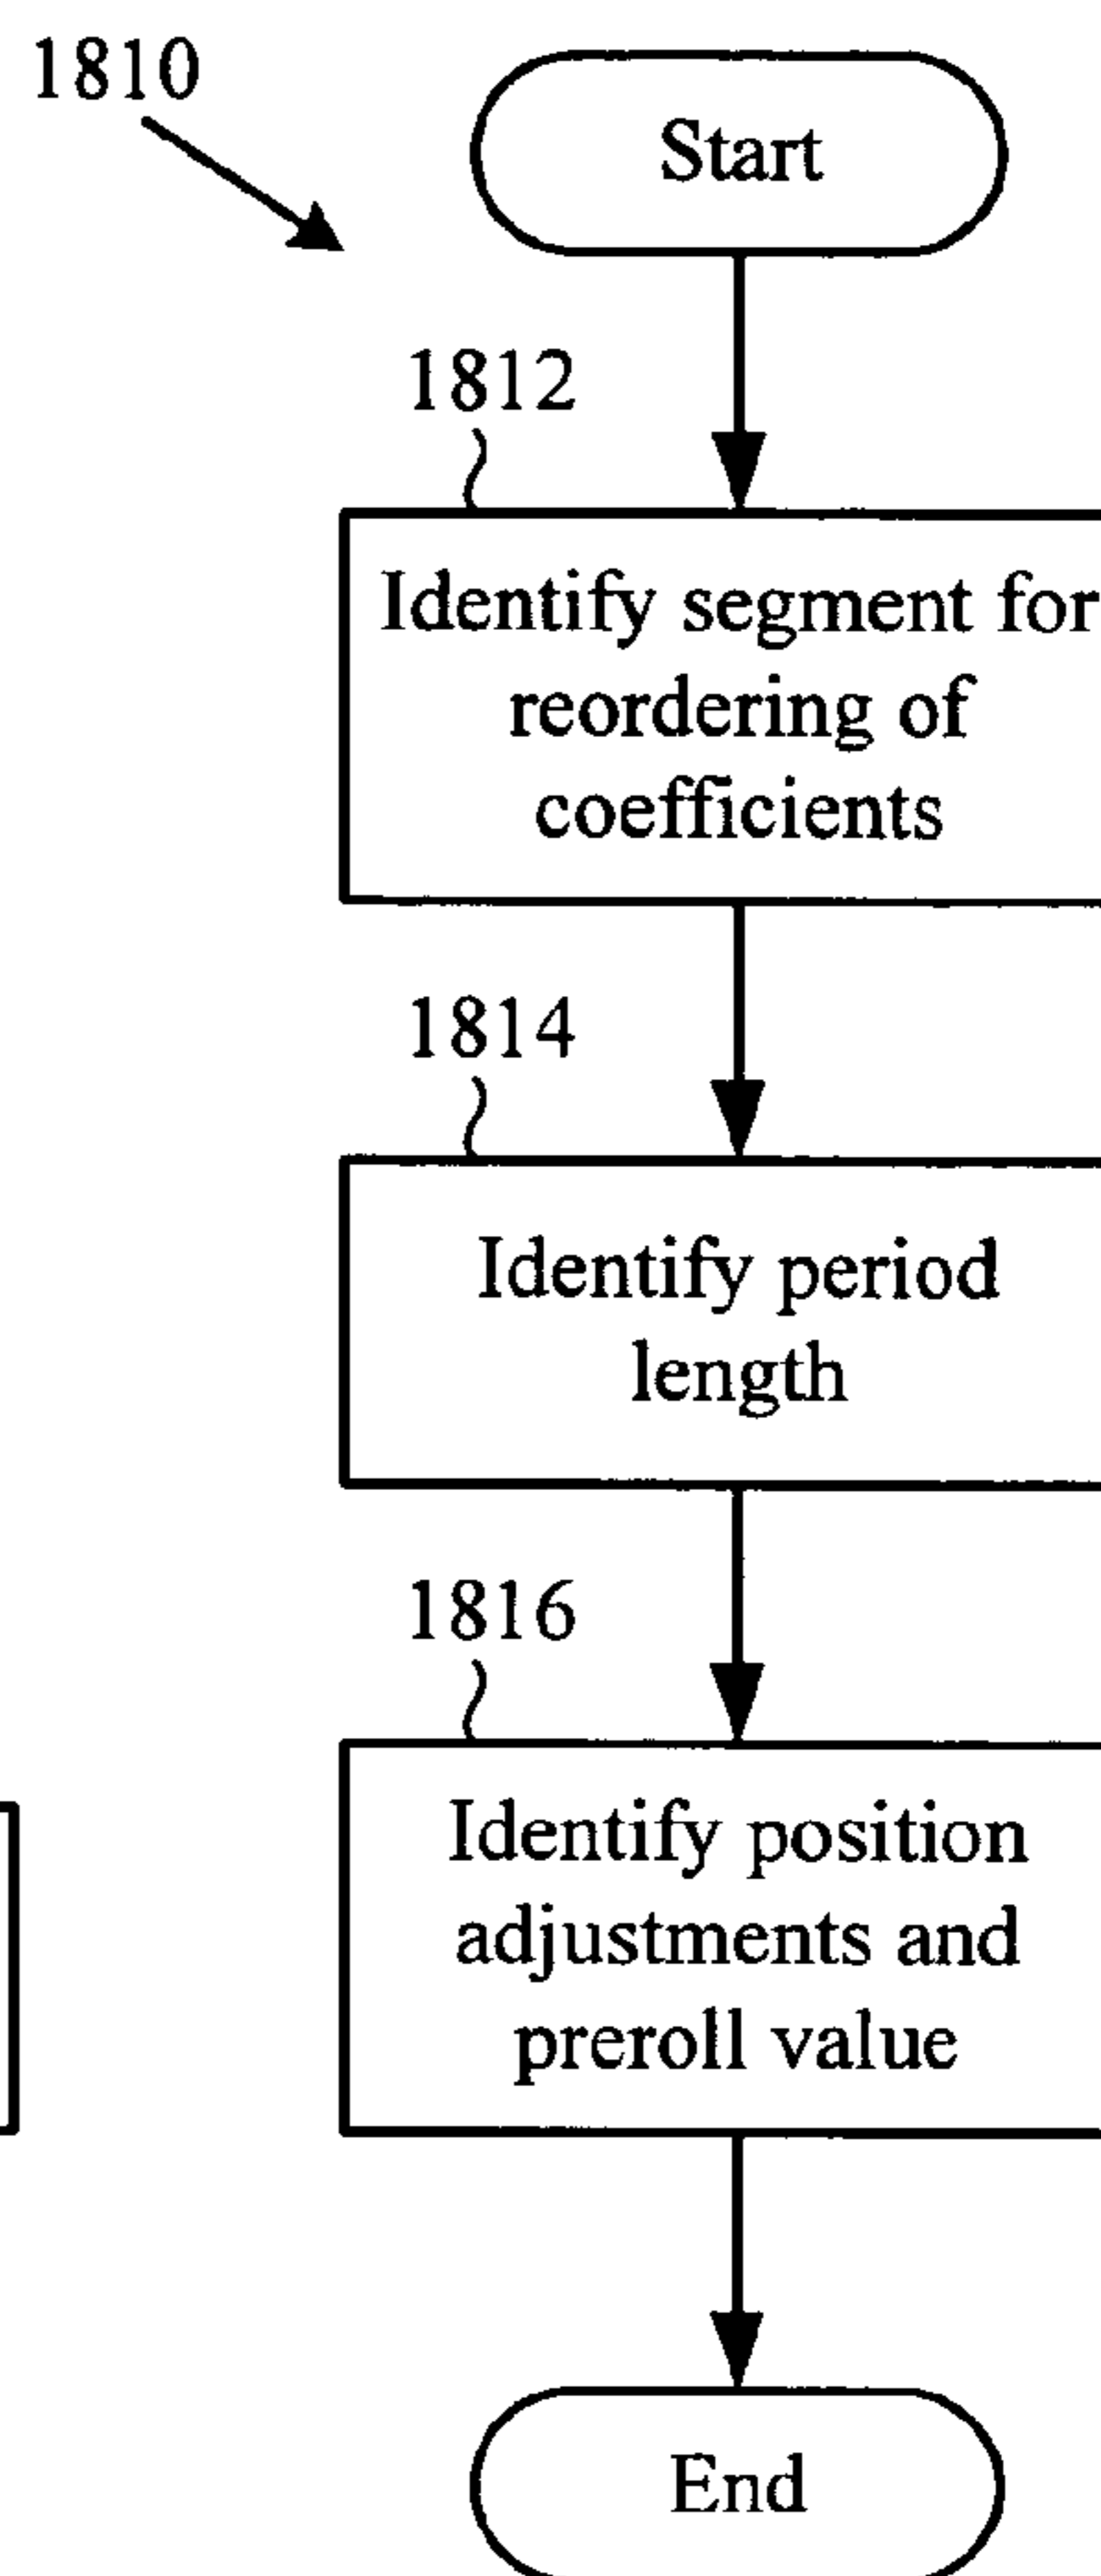 1810
Start
1812
Identify segment for
reordering of
coefficients
1814
Identify period
length
1816
Identify position
adjustments and
preroll value
End